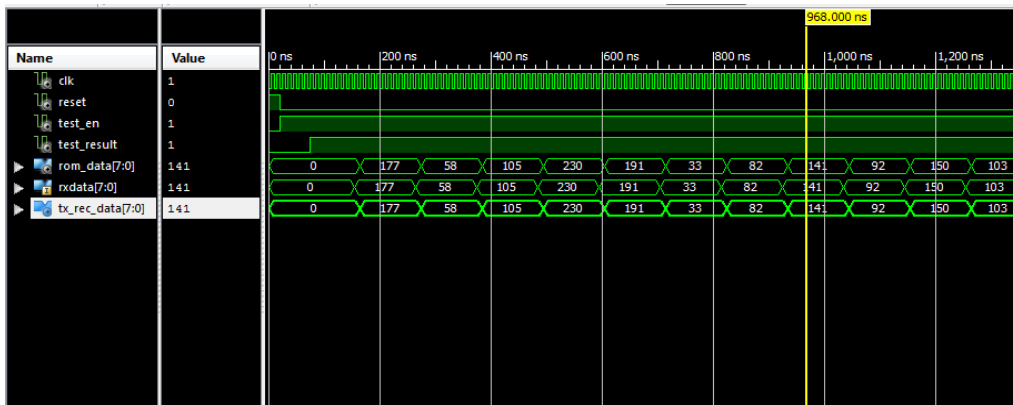 968.000 ns
Name Value 0 ns 200 ns 400 ns 600 ns 800 ns 1,000 ns 1,200 ns
clk 1
reset 0
test_en 1
test_result 1
rom_data[7:0] 141 0 177 58 105 230 191 33 82 141 92 150 103
rxdata[7:0] 141 0 177 58 105 230 191 33 82 141 92 150 103
tx_rec_data[7:0] 141 0 177 58 105 230 191 33 82 141 92 150 103